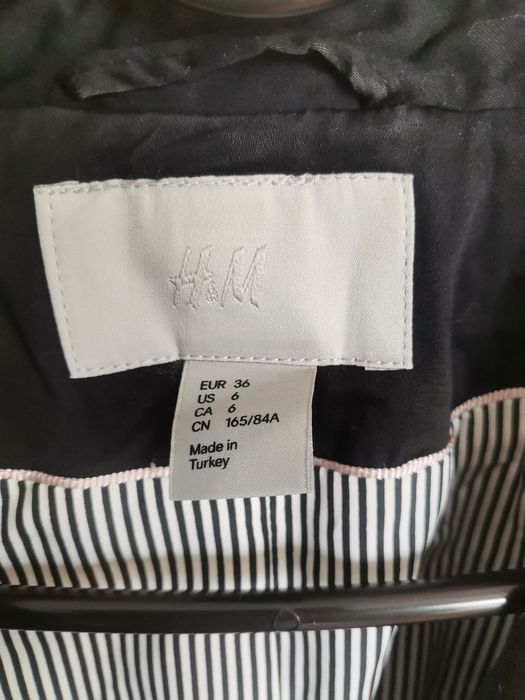 H&M
EUR 36
US 6
CA 6
CN 165/84A
Made in
Turkey